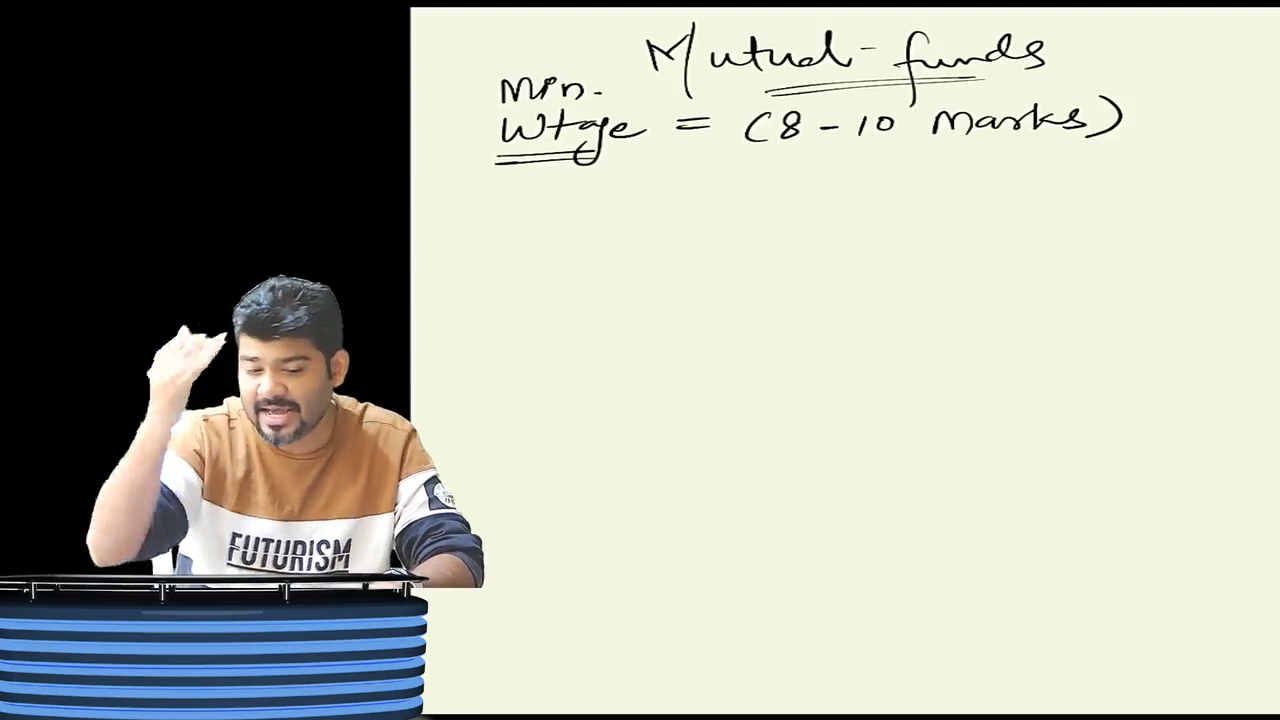 Mutual-funds
Min.
Wtge = (8-10 Marks)
FUTURISM